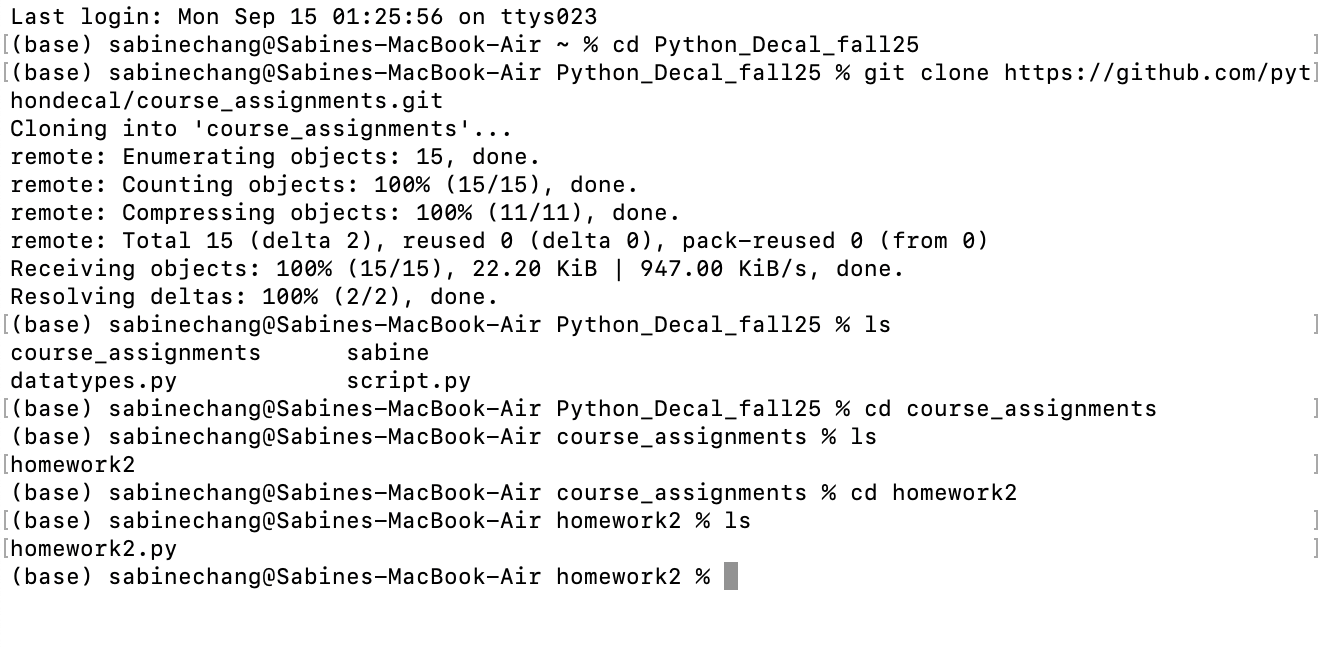 Last login: Mon Sep 15 01:25:56 on ttys023
[(base) sabinechang@Sabines-MacBook-Air ~ % cd Python_Decal_fall25 ]
[(base) sabinechang@Sabines-MacBook-Air Python_Decal_fall25 % git clone https://github.com/pyt]
hondecal/course_assignments.git
Cloning into 'course_assignments'...
remote: Enumerating objects: 15, done.
remote: Counting objects: 100% (15/15), done.
remote: Compressing objects: 100% (11/11), done.
remote: Total 15 (delta 2), reused 0 (delta 0), pack-reused 0 (from 0)
Receiving objects: 100% (15/15), 22.20 KiB | 947.00 KiB/s, done.
Resolving deltas: 100% (2/2), done.
[(base) sabinechang@Sabines-MacBook-Air Python_Decal_fall25 % ls ]
course_assignments sabine
datatypes.py script.py
[(base) sabinechang@Sabines-MacBook-Air Python_Decal_fall25 % cd course_assignments ]
(base) sabinechang@Sabines-MacBook-Air course_assignments % ls
[homework2 ]
(base) sabinechang@Sabines-MacBook-Air course_assignments % cd homework2
[(base) sabinechang@Sabines-MacBook-Air homework2 % ls ]
[homework2.py ]
(base) sabinechang@Sabines-MacBook-Air homework2 %